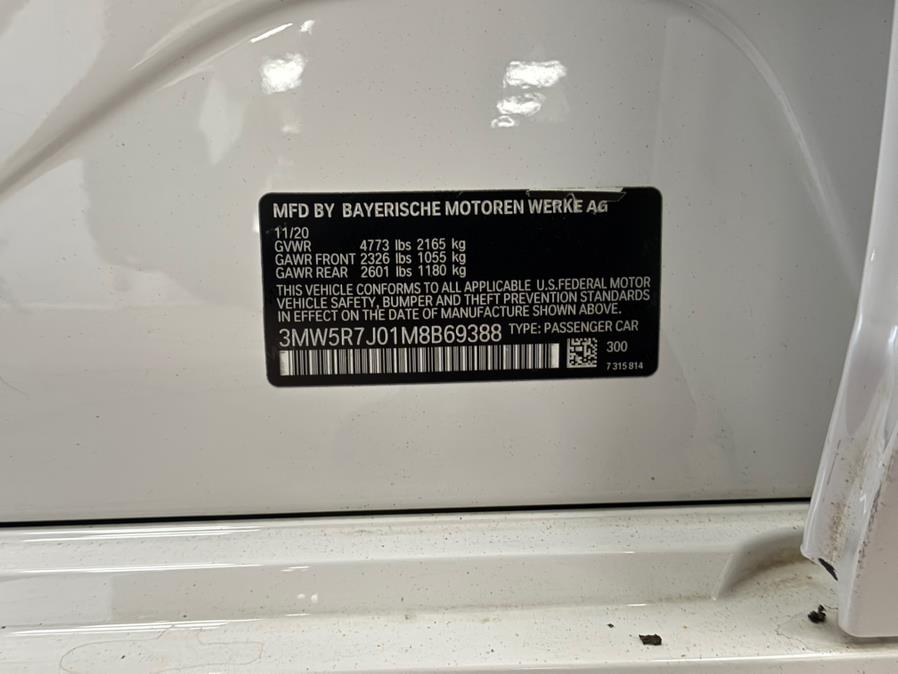 MFD BY BAYERISCHE MOTOREN WERKE AG
11/20
GVWR 4773 lbs 2165 kg
GAWR FRONT 2326 lbs 1055 kg
GAWR REAR 2601 lbs 1180 kg
THIS VEHICLE CONFORMS TO ALL APPLICABLE U.S.FEDERAL MOTOR
VEHICLE SAFETY, BUMPER AND THEFT PREVENTION STANDARDS
IN EFFECT ON THE DATE OF MANUFACTURE SHOWN ABOVE.
3MW5R7J01M8B69388 TYPE: PASSENGER CAR
300
7 315 814